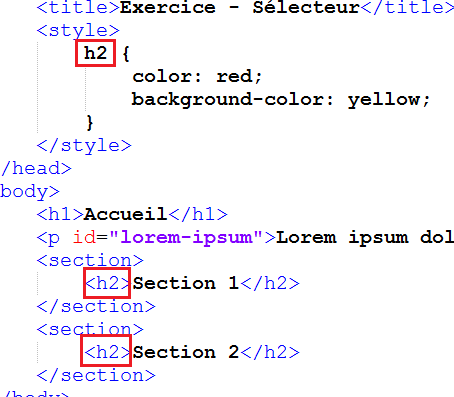 <title>Exercice - Sélecteur</title>
<style>
h2 {
color: red;
background-color: yellow;
}
</style>
/head>
body>
<h1>Accueil</h1>
<p id="lorem-ipsum">Lorem ipsum dol
<section>
<h2>Section 1</h2>
</section>
<section>
<h2>Section 2</h2>
</section>
/body>